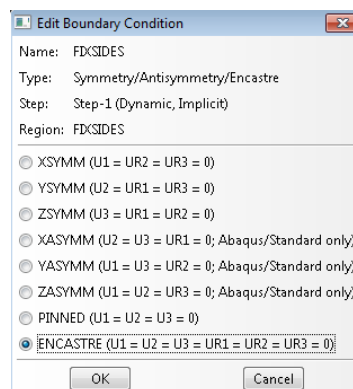 Edit Boundary Condition
Name: FIXSIDES
Type: Symmetry/Antisymmetry/Encastre
Step: Step-1 (Dynamic, Implicit)
Region: FIXSIDES
XSYMM (U1 = UR2 = UR3 = 0)
YSYMM (U2 = UR1 = UR3 = 0)
ZSYMM (U3 = UR1 = UR2 = 0)
XASYMM (U2 = U3 = UR1 = 0; Abaqus/Standard only)
YASYMM (U1 = U3 = UR2 = 0; Abaqus/Standard only)
ZASYMM (U1 = U2 = UR3 = 0; Abaqus/Standard only)
PINNED (U1 = U2 = U3 = 0)
ENCASTRE (U1 = U2 = U3 = UR1 = UR2 = UR3 = 0)
OK Cancel